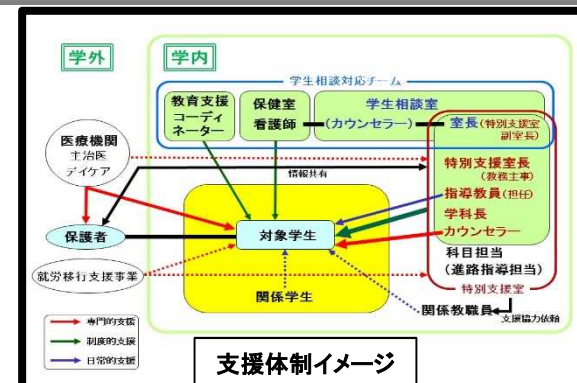 学外
学内
学生相談対応チーム
教育支援
コーディ
ネーター
保健室
看護師
学生相談室
(カウンセラー)
室長(特別支援室
副室長)
医療機関
主治医
デイケア
情報共有
特別支援室長
(教務主事)
指導教員(担任)
学科長
カウンセラー
保護者
対象学生
科目担当
(進路指導担当)
就労移行支援事業
特別支援室
関係学生
関係教職員
支援協力依頼
専門的支援
制度的支援
日常的支援
支援体制イメージ